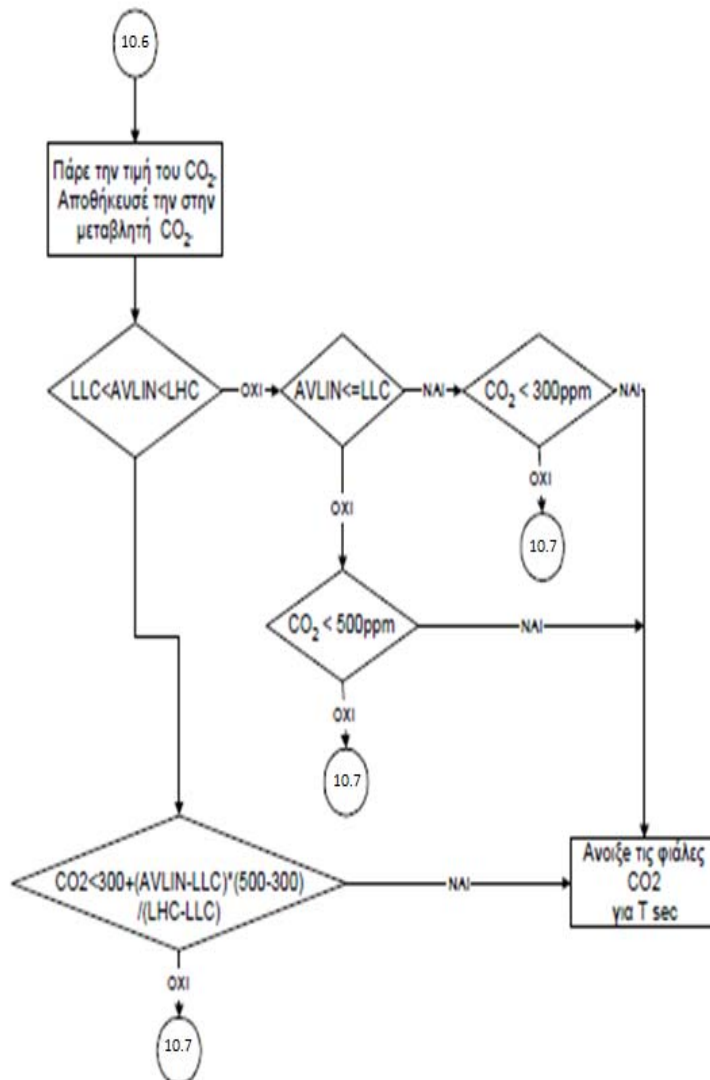 10.6
Πάρε την τιμή του CO₂.
Αποθήκευσέ την στην
μεταβλητή CO₂.
LLC<AVLIN<LHC
ΟΧΙ
AVLIN<=LLC
ΝΑΙ
CO₂ < 300ppm
ΝΑΙ
ΟΧΙ
10.7
ΟΧΙ
CO₂ < 500ppm
ΝΑΙ
ΟΧΙ
10.7
CO2<300+(AVLIN-LLC)*(500-300)
/(LHC-LLC)
ΝΑΙ
Ανοιξe τις φιάλες
CO2
για T sec
ΟΧΙ
10.7